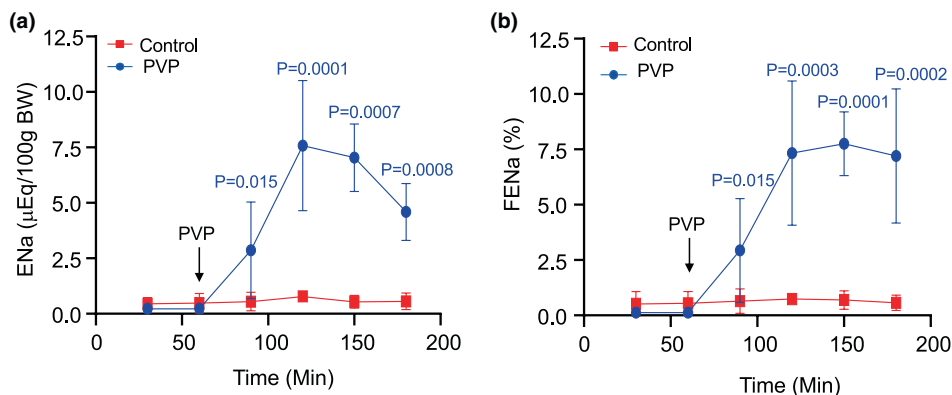 (a)
Control
PVP
P=0.0001
P=0.0007
P=0.0008
P=0.015
PVP
ENa (µEq/100g BW)
12.5
10.0
7.5
5.0
2.5
0.0
0
50
100
150
200
Time (Min)
(b)
Control
PVP
P=0.0003
P=0.0002
P=0.0001
P=0.015
PVP
FENa (%)
12.5
10.0
7.5
5.0
2.5
0.0
0
50
100
150
200
Time (Min)